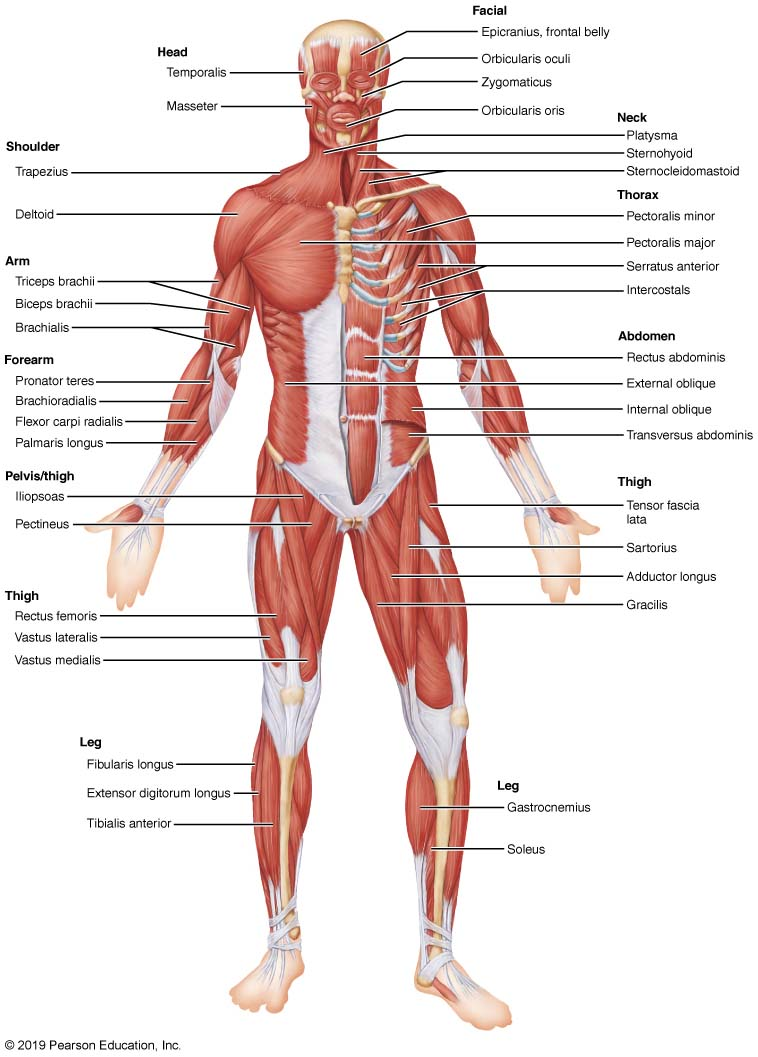 Facial
Epicranius, frontal belly
Orbicularis oculi
Zygomaticus
Orbicularis oris
Head
Temporalis
Masseter
Neck
Platysma
Sternohyoid
Sternocleidomastoid
Shoulder
Trapezius
Deltoid
Thorax
Pectoralis minor
Pectoralis major
Serratus anterior
Intercostals
Arm
Triceps brachii
Biceps brachii
Brachialis
Abdomen
Rectus abdominis
External oblique
Internal oblique
Transversus abdominis
Forearm
Pronator teres
Brachioradialis
Flexor carpi radialis
Palmaris longus
Pelvis/thigh
Iliopsoas
Pectineus
Thigh
Tensor fascia
lata
Sartorius
Adductor longus
Gracilis
Thigh
Rectus femoris
Vastus lateralis
Vastus medialis
Leg
Fibularis longus
Extensor digitorum longus
Tibialis anterior
Leg
Gastrocnemius
Soleus
© 2019 Pearson Education, Inc.